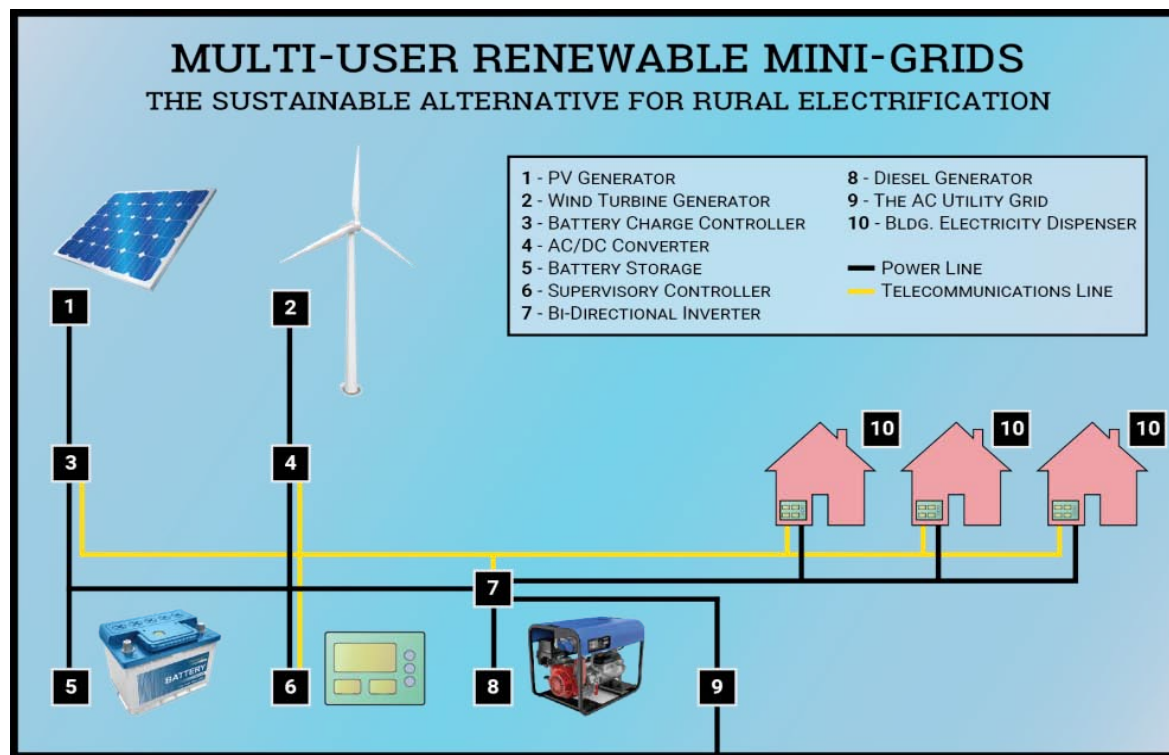 MULTI-USER RENEWABLE MINI-GRIDS
THE SUSTAINABLE ALTERNATIVE FOR RURAL ELECTRIFICATION
1 - PV GENERATOR
2 - WIND TURBINE GENERATOR
3 - BATTERY CHARGE CONTROLLER
4 - AC/DC CONVERTER
5 - BATTERY STORAGE
6 - SUPERVISORY CONTROLLER
7 - BI-DIRECTIONAL INVERTER
8 - DIESEL GENERATOR
9 - THE AC UTILITY GRID
10 - BLDG. ELECTRICITY DISPENSER
POWER LINE
TELECOMMUNICATIONS LINE
1
2
3
4
10
10
10
7
5
BATTERY
6
8
9